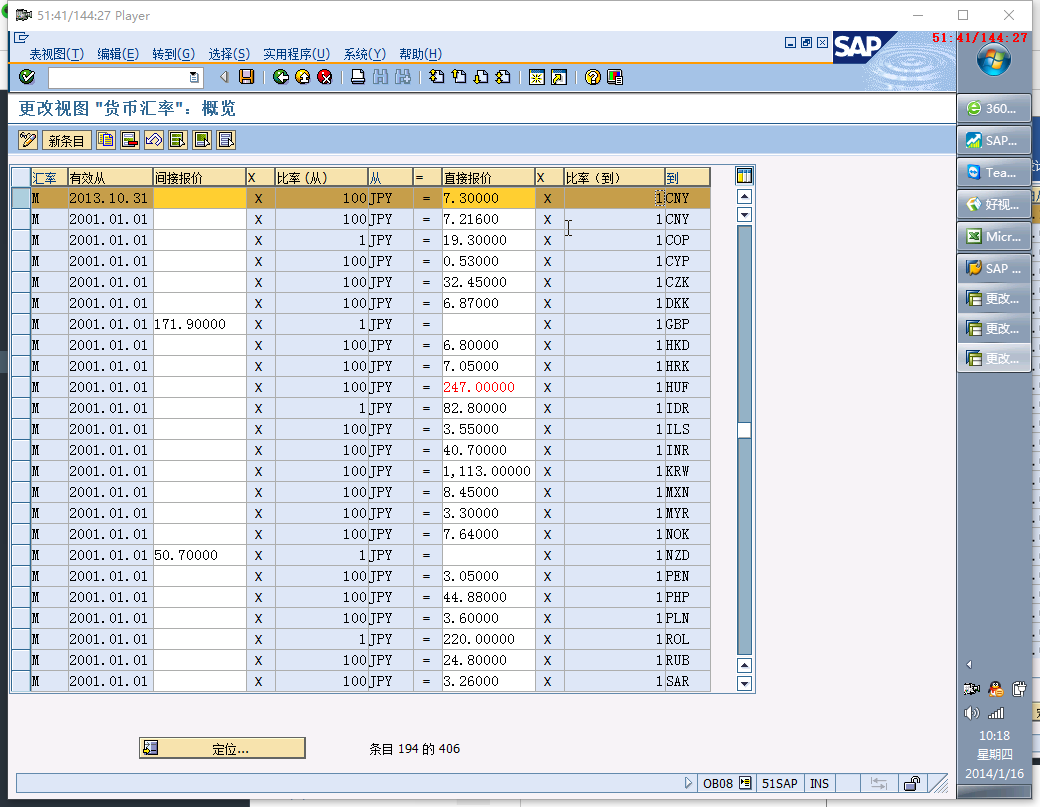 51:41/144:27 Player
51:41/144:27
表视图(T) 编辑(E) 转到(G) 选择(S) 实用程序(U) 系统(Y) 帮助(H)
SAP
更改视图 "货币汇率": 概览
新条目
汇率 有效从 间接报价 X 比率 (从) 从 = 直接报价 X 比率 (到) 到
M 2013.10.31 X 100 JPY = 7.30000 X 1 CNY
M 2001.01.01 X 100 JPY = 7.21600 X 1 CNY
M 2001.01.01 X 1 JPY = 19.30000 X 1 COP
M 2001.01.01 X 100 JPY = 0.53000 X 1 CYP
M 2001.01.01 X 100 JPY = 32.45000 X 1 CZK
M 2001.01.01 X 100 JPY = 6.87000 X 1 DKK
M 2001.01.01 171.90000 X 1 JPY = X 1 GBP
M 2001.01.01 X 100 JPY = 6.80000 X 1 HKD
M 2001.01.01 X 100 JPY = 7.05000 X 1 HRK
M 2001.01.01 X 100 JPY = 247.00000 X 1 HUF
M 2001.01.01 X 1 JPY = 82.80000 X 1 IDR
M 2001.01.01 X 100 JPY = 3.55000 X 1 ILS
M 2001.01.01 X 100 JPY = 40.70000 X 1 INR
M 2001.01.01 X 100 JPY = 1,113.00000 X 1 KRW
M 2001.01.01 X 100 JPY = 8.45000 X 1 MXN
M 2001.01.01 X 100 JPY = 3.30000 X 1 MYR
M 2001.01.01 X 100 JPY = 7.64000 X 1 NOK
M 2001.01.01 50.70000 X 1 JPY = X 1 NZD
M 2001.01.01 X 100 JPY = 3.05000 X 1 PEN
M 2001.01.01 X 100 JPY = 44.88000 X 1 PHP
M 2001.01.01 X 100 JPY = 3.60000 X 1 PLN
M 2001.01.01 X 1 JPY = 220.00000 X 1 ROL
M 2001.01.01 X 100 JPY = 24.80000 X 1 RUB
M 2001.01.01 X 100 JPY = 3.26000 X 1 SAR
定位... 条目 194 的 406
OB08 51SAP INS
360...
SAP...
Tea...
好视...
Micr...
SAP ...
更改...
更改...
更改...
10:18
星期四
2014/1/16